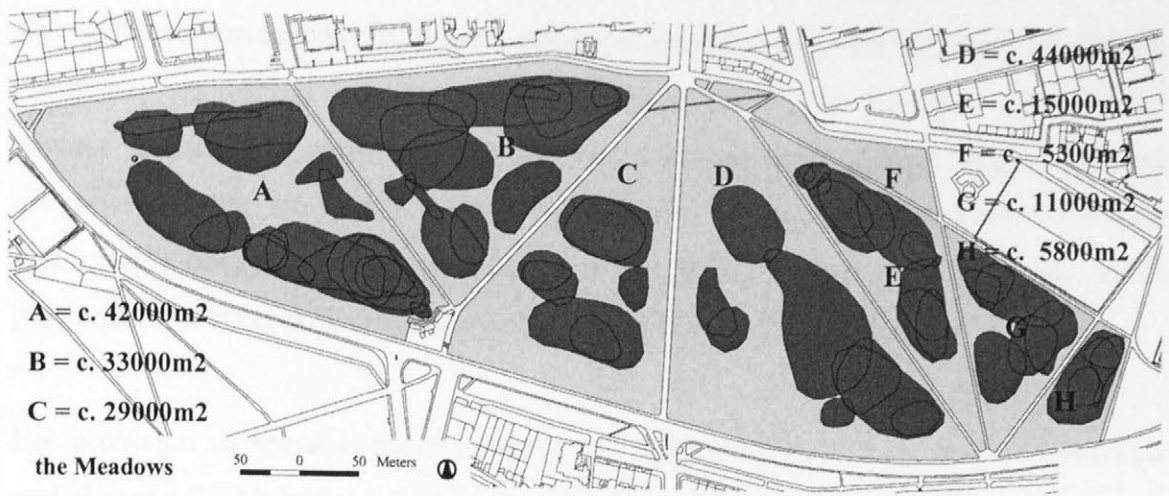 D = c. 44000m2
E = c. 15000m2
F = c. 5300m2
G = c. 11000m2
H = c. 5800m2
A
B
C
D
E
F
G
H
A = c. 42000m2
B = c. 33000m2
C = c. 29000m2
the Meadows
50 0 50 Meters